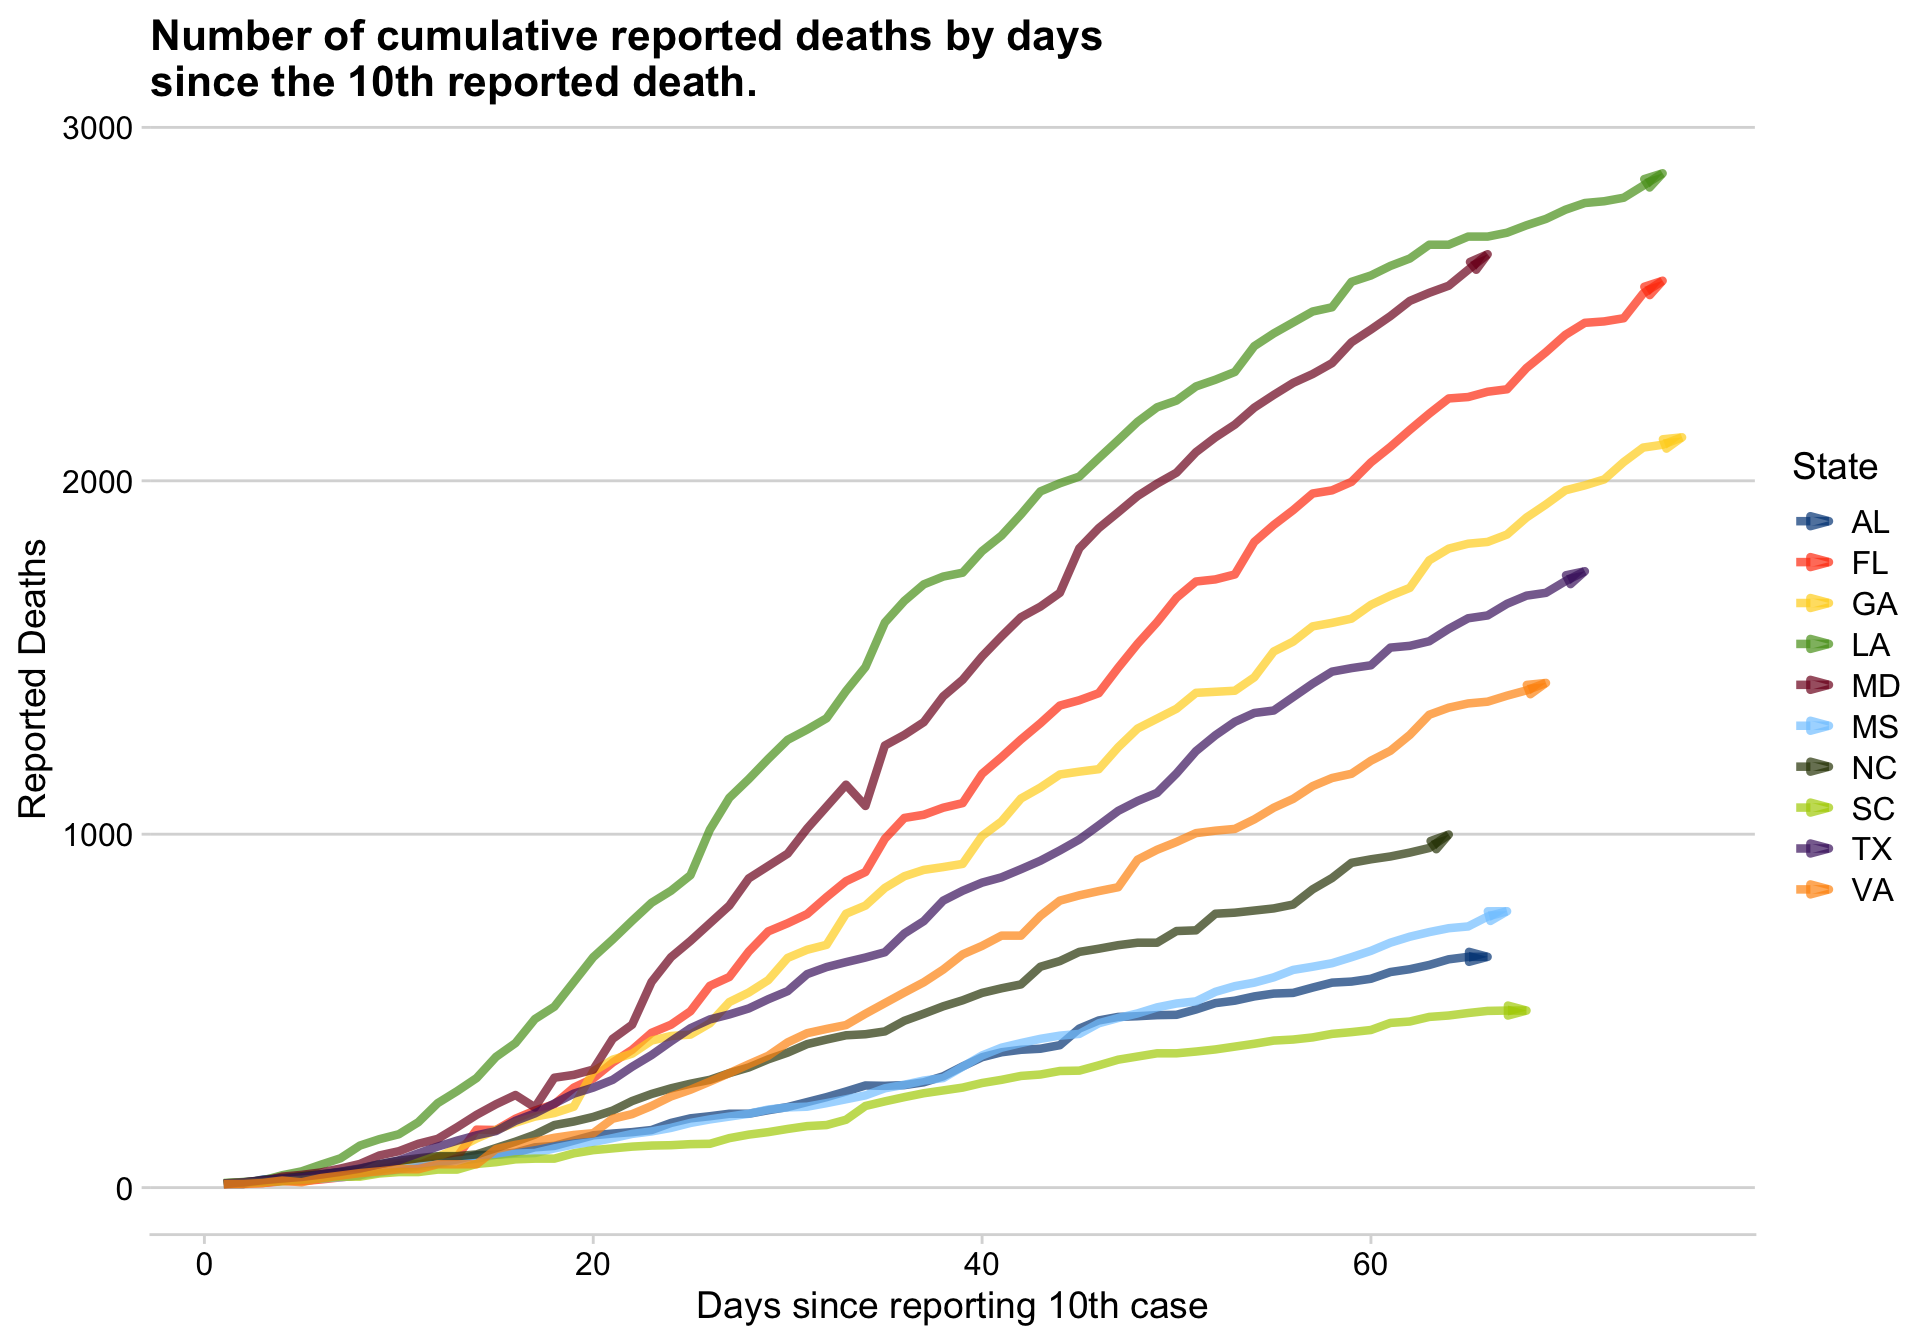 Number of cumulative reported deaths by days
since the 10th reported death.
3000
2000
1000
0
Reported Deaths
0 20 40 60
Days since reporting 10th case
State
AL
FL
GA
LA
MD
MS
NC
SC
TX
VA